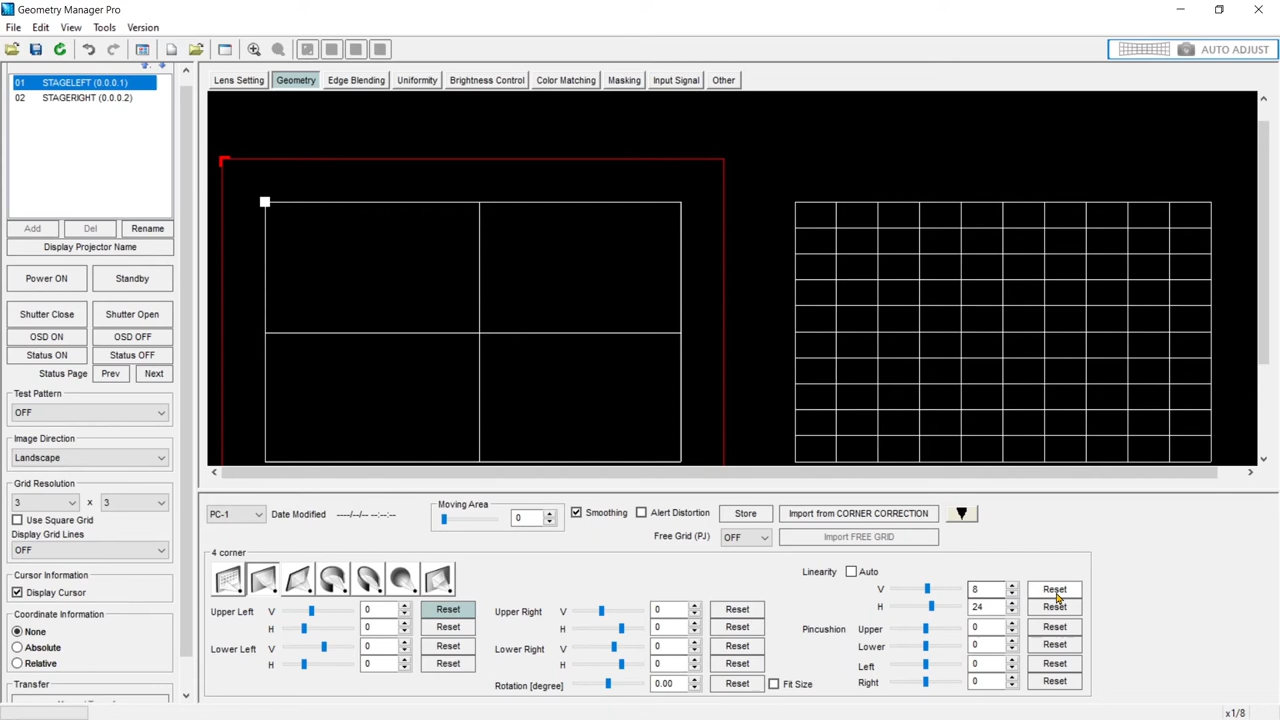 Geometry Manager Pro
File Edit View Tools Version
AUTO ADJUST
01 STAGELEFT (0.0.0.1)
02 STAGERIGHT (0.0.0.2)
Add Del Rename
Display Projector Name
Power ON Standby
Shutter Close Shutter Open
OSD ON OSD OFF
Status ON Status OFF
Status Page Prev Next
Test Pattern
OFF
Image Direction
Landscape
Grid Resolution
3 x 3
Use Square Grid
Display Grid Lines
OFF
Cursor Information
Display Cursor
Coordinate Information
None
Absolute
Relative
Transfer
Lens Setting Geometry Edge Blending Uniformity Brightness Control Color Matching Masking Input Signal Other
PC-1 Date Modified ----/--/-- --:--:-- Moving Area 0 Smoothing Alert Distortion Store Import from CORNER CORRECTION
Free Grid (PJ) OFF Import FREE GRID
4 corner
Linearity Auto
V 8 Reset
H 24 Reset
Upper Left V 0 Reset Upper Right V 0 Reset
H 0 Reset H 0 Reset Pincushion Upper 0 Reset
Lower Left V 0 Reset Lower Right V 0 Reset Lower 0 Reset
H 0 Reset H 0 Reset Left 0 Reset
Rotation [degree] 0.00 Reset Fit Size Right 0 Reset
x1/8